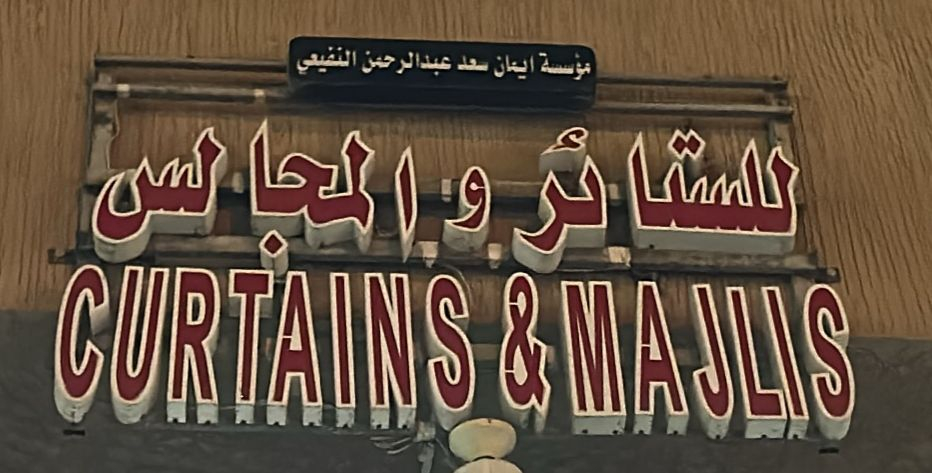 مؤسسة ايمان سعد عبدالرحمن النفيعي
للستائر والمجالس
CURTAINS & MAJLIS